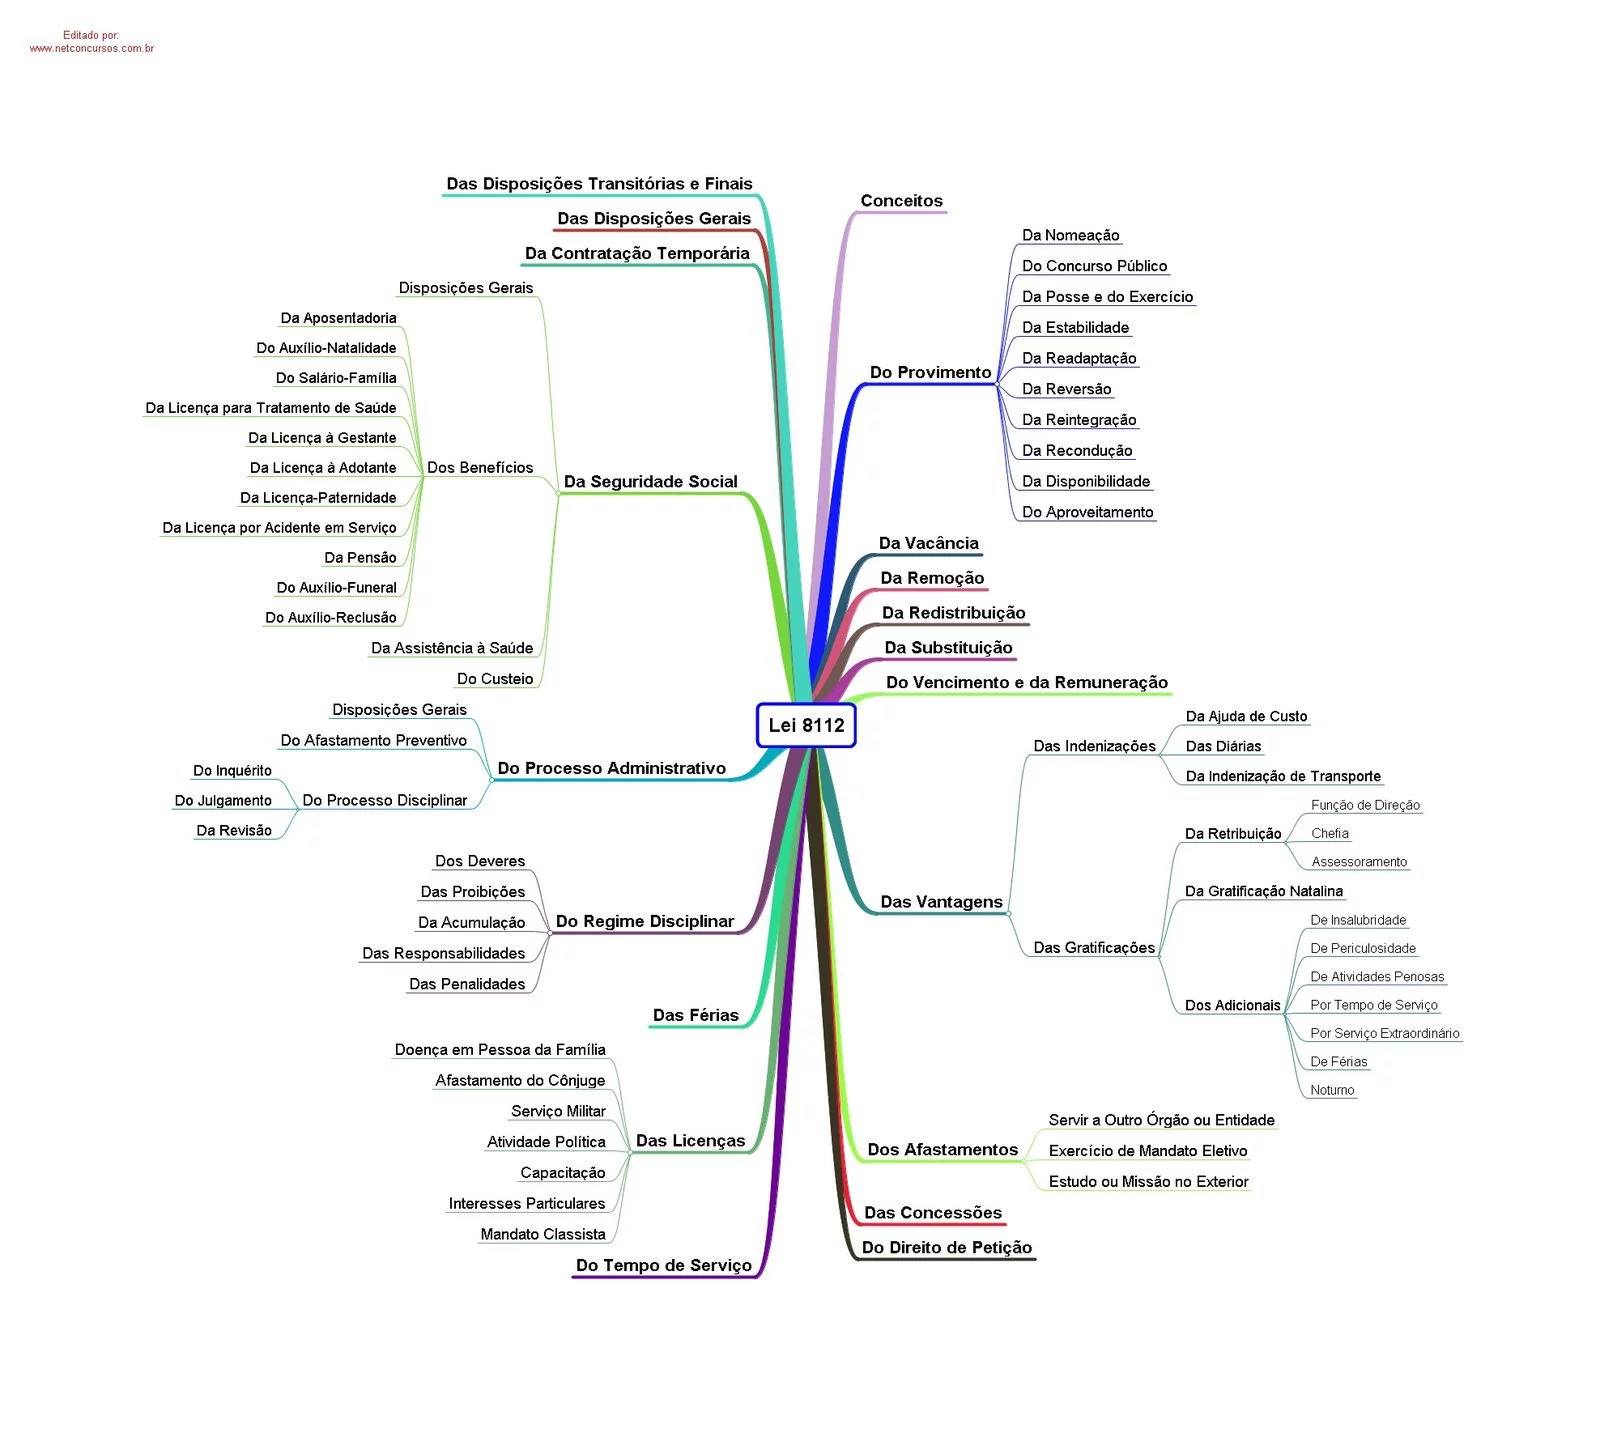 Editado por:
www.netconcursos.com.br
Lei 8112
Conceitos
Do Provimento
Da Nomeação
Do Concurso Público
Da Posse e do Exercício
Da Estabilidade
Da Readaptação
Da Reversão
Da Reintegração
Da Recondução
Da Disponibilidade
Do Aproveitamento
Da Vacância
Da Remoção
Da Redistribuição
Da Substituição
Do Vencimento e da Remuneração
Das Vantagens
Das Indenizações
Da Ajuda de Custo
Das Diárias
Da Indenização de Transporte
Das Gratificações
Da Retribuição
Função de Direção
Chefia
Assessoramento
Da Gratificação Natalina
Dos Adicionais
De Insalubridade
De Periculosidade
De Atividades Penosas
Por Tempo de Serviço
Por Serviço Extraordinário
De Férias
Noturno
Dos Afastamentos
Servir a Outro Órgão ou Entidade
Exercício de Mandato Eletivo
Estudo ou Missão no Exterior
Das Concessões
Do Direito de Petição
Das Disposições Transitórias e Finais
Das Disposições Gerais
Da Contratação Temporária
Da Seguridade Social
Disposições Gerais
Dos Benefícios
Da Aposentadoria
Do Auxílio-Natalidade
Do Salário-Família
Da Licença para Tratamento de Saúde
Da Licença à Gestante
Da Licença à Adotante
Da Licença-Paternidade
Da Licença por Acidente em Serviço
Da Pensão
Do Auxílio-Funeral
Do Auxílio-Reclusão
Da Assistência à Saúde
Do Custeio
Do Processo Administrativo
Disposições Gerais
Do Afastamento Preventivo
Do Processo Disciplinar
Do Inquérito
Do Julgamento
Da Revisão
Do Regime Disciplinar
Dos Deveres
Das Proibições
Da Acumulação
Das Responsabilidades
Das Penalidades
Das Férias
Das Licenças
Doença em Pessoa da Família
Afastamento do Cônjuge
Serviço Militar
Atividade Política
Capacitação
Interesses Particulares
Mandato Classista
Do Tempo de Serviço